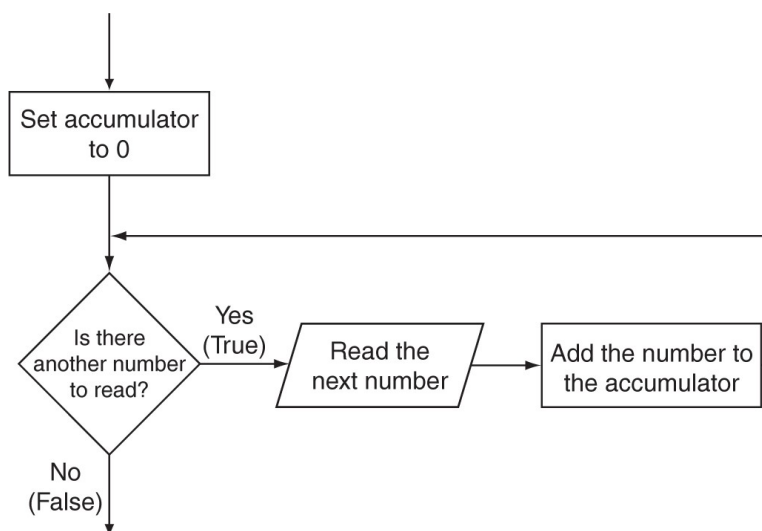 Set accumulator
to 0
Is there
another number
to read?
Yes
(True)
Read the
next number
Add the number to
the accumulator
No
(False)